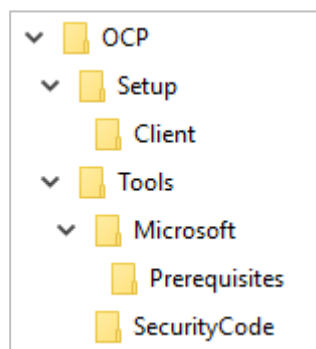 OCP
Setup
Client
Tools
Microsoft
Prerequisites
SecurityCode